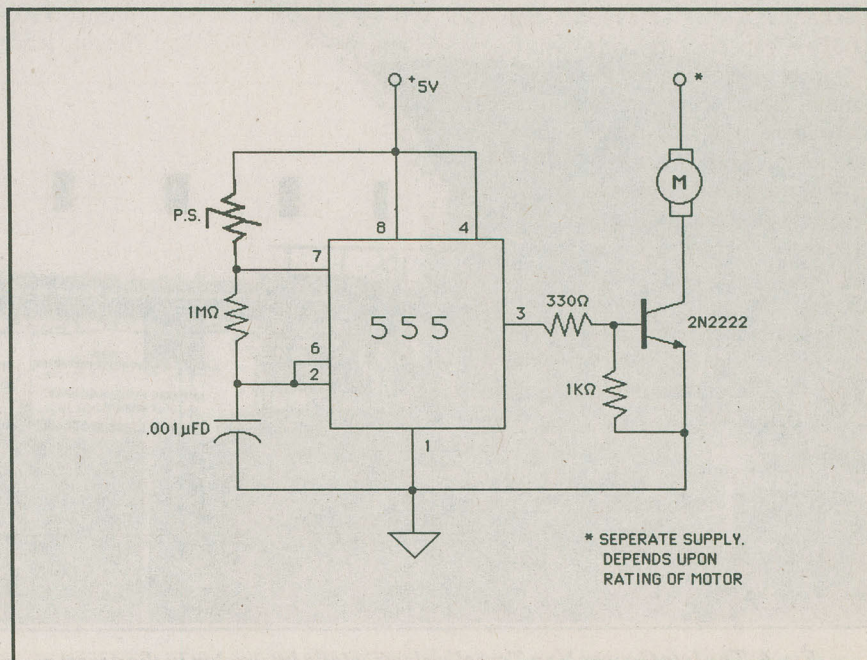 +5V
*
P.S.
8
4
M
7
1MΩ
555
3
330Ω
2N2222
6
2
1KΩ
.001µFD
1
* SEPERATE SUPPLY.
DEPENDS UPON
RATING OF MOTOR